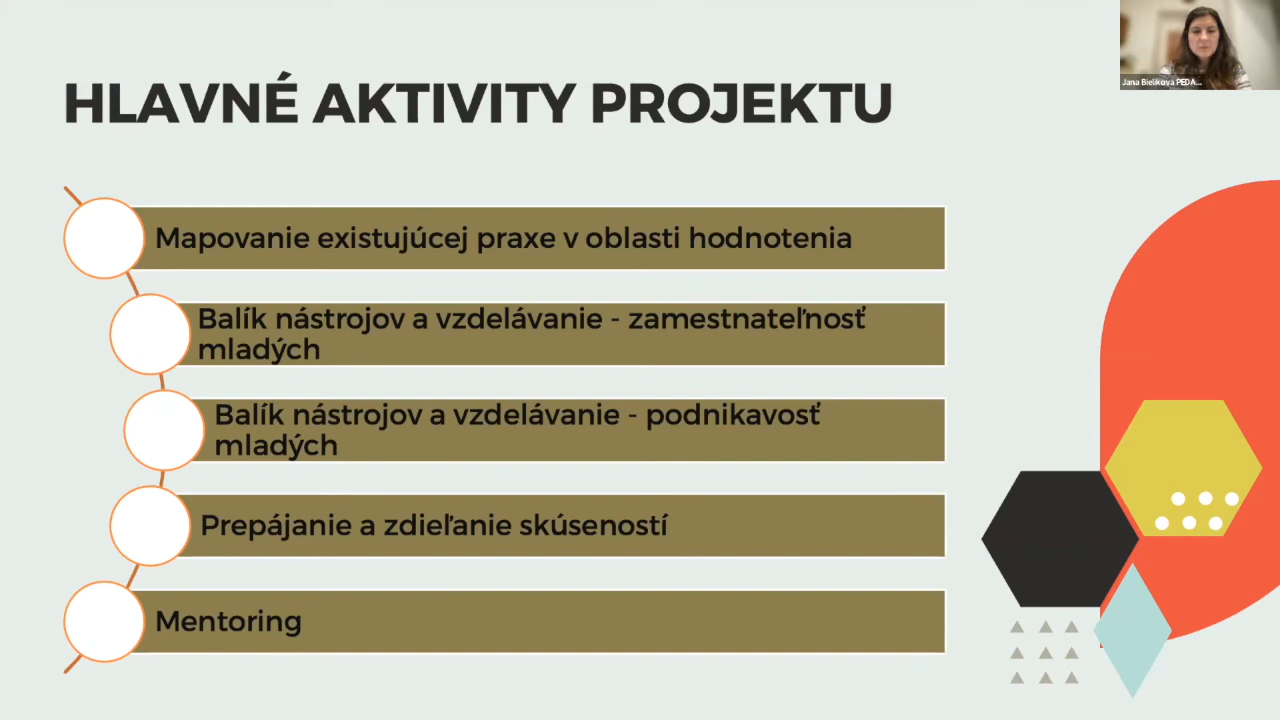 Jana Bielikova PEDA...
HLAVNÉ AKTIVITY PROJEKTU
Mapovanie existujúcej praxe v oblasti hodnotenia
Balík nástrojov a vzdelávanie - zamestnateľnosť
mladých
Balík nástrojov a vzdelávanie - podnikavosť
mladých
Prepájanie a zdieľanie skúseností
Mentoring